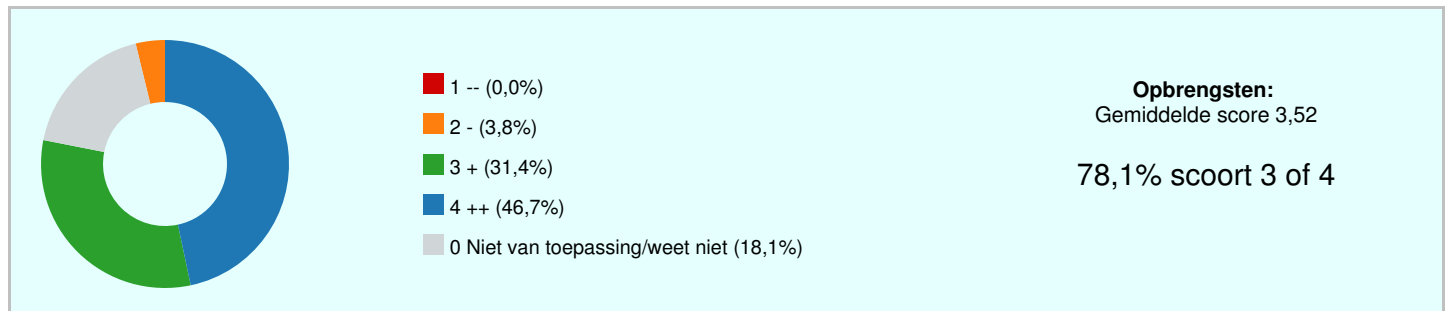 1 -- (0,0%)
2 - (3,8%)
3 + (31,4%)
4 ++ (46,7%)
0 Niet van toepassing/weet niet (18,1%)
Opbrengsten:
Gemiddelde score 3,52
78,1% scoort 3 of 4